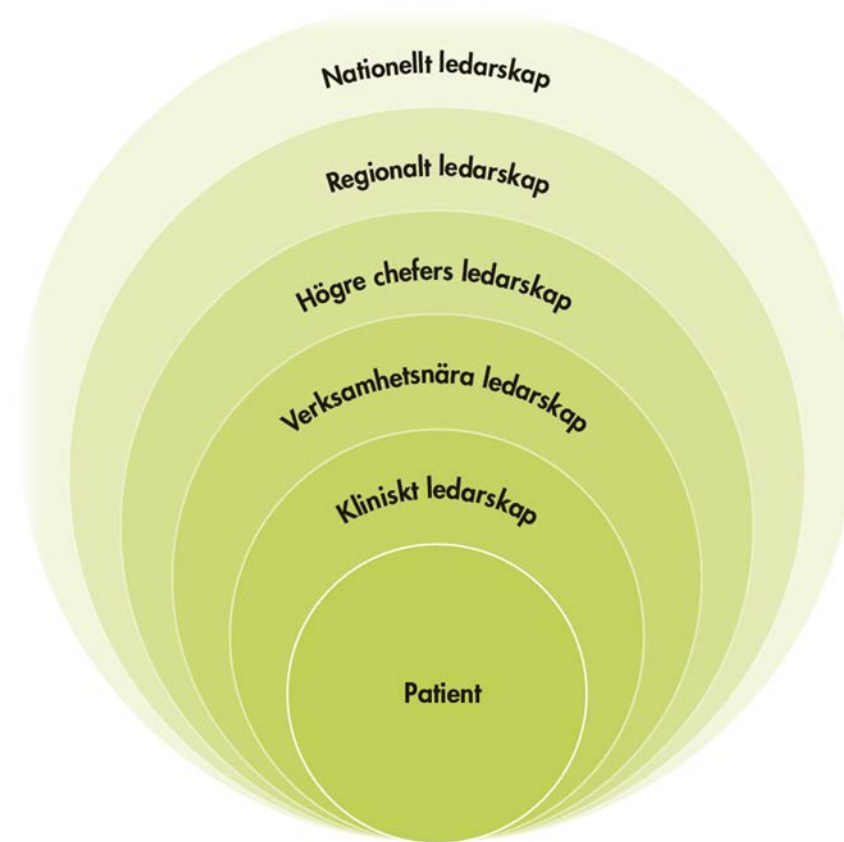 Nationellt ledarskap
Regionalt ledarskap
Högre chefers ledarskap
Verksamhetsnära ledarskap
Kliniskt ledarskap
Patient